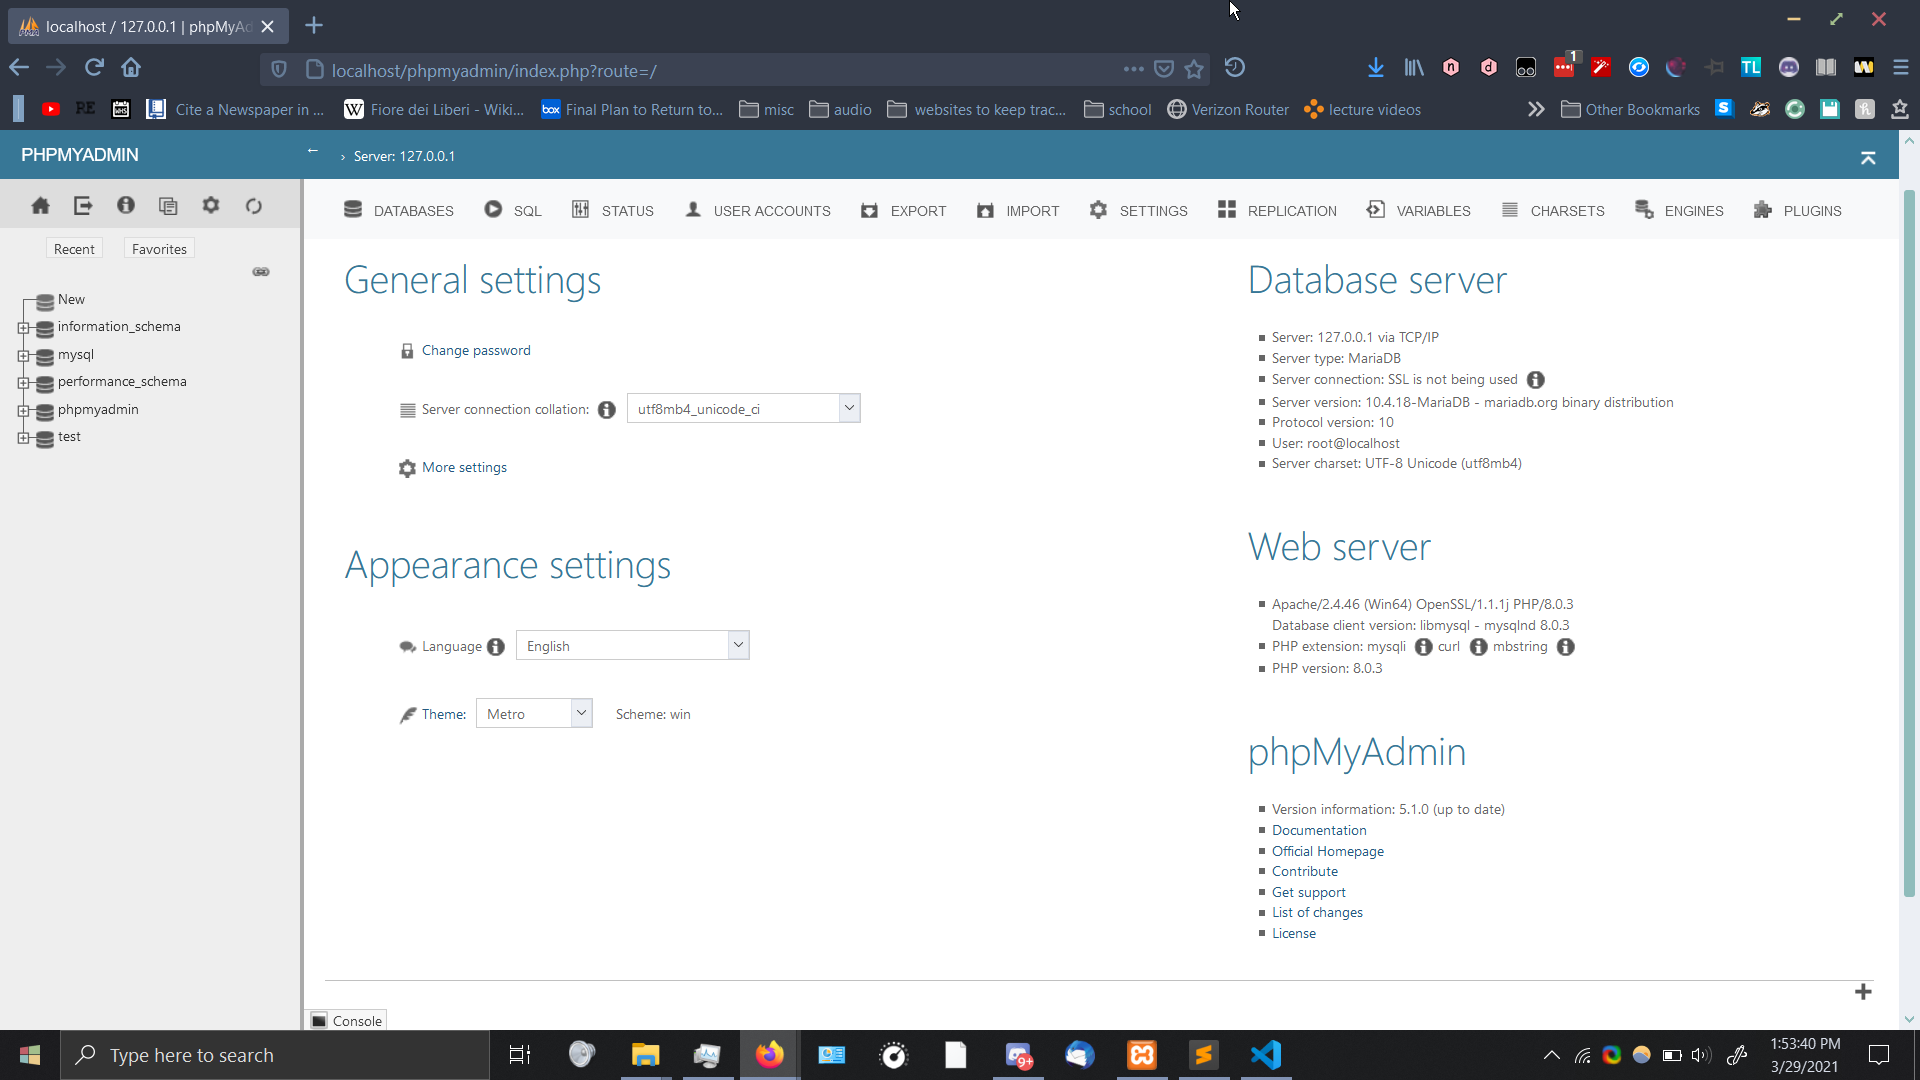 localhost / 127.0.0.1 | phpMyAd
localhost/phpmyadmin/index.php?route=/
1
n
d
TL
W
RE
WHS
Cite a Newspaper in ...
W
Fiore dei Liberi - Wiki...
box
Final Plan to Return to...
misc
audio
websites to keep trac...
school
Verizon Router
lecture videos
Other Bookmarks
S
h
PHPMYADMIN
Server: 127.0.0.1
DATABASES
SQL
STATUS
USER ACCOUNTS
EXPORT
IMPORT
SETTINGS
REPLICATION
VARIABLES
CHARSETS
ENGINES
PLUGINS
Recent
Favorites
New
information_schema
mysql
performance_schema
phpmyadmin
test
General settings
Change password
Server connection collation:
utf8mb4_unicode_ci
More settings
Appearance settings
Language
English
Theme:
Metro
Scheme: win
Database server
Server: 127.0.0.1 via TCP/IP
Server type: MariaDB
Server connection: SSL is not being used
Server version: 10.4.18-MariaDB - mariadb.org binary distribution
Protocol version: 10
User: root@localhost
Server charset: UTF-8 Unicode (utf8mb4)
Web server
Apache/2.4.46 (Win64) OpenSSL/1.1.1j PHP/8.0.3
Database client version: libmysql - mysqlnd 8.0.3
PHP extension: mysqli curl mbstring
PHP version: 8.0.3
phpMyAdmin
Version information: 5.1.0 (up to date)
Documentation
Official Homepage
Contribute
Get support
List of changes
License
Console
Type here to search
9+
1:53:40 PM
3/29/2021